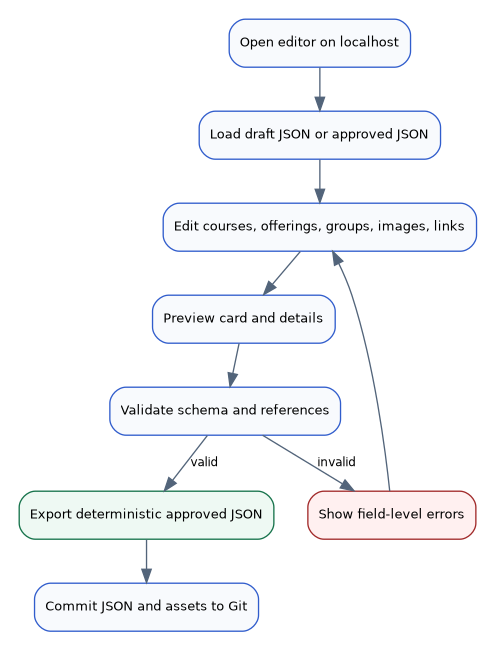 Open editor on localhost
Load draft JSON or approved JSON
Edit courses, offerings, groups, images, links
Preview card and details
Validate schema and references
valid
invalid
Export deterministic approved JSON
Show field-level errors
Commit JSON and assets to Git